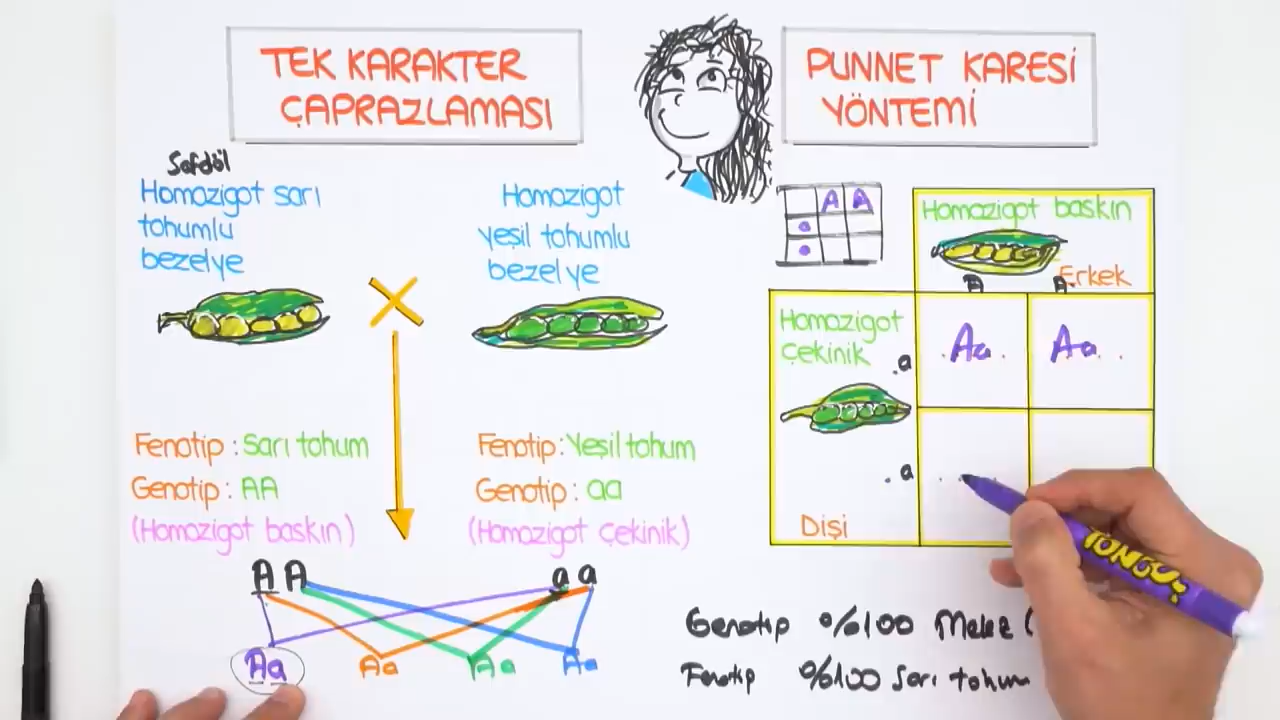 TEK KARAKTER
ÇAPRAZLAMASI
PUNNET KARESİ
YÖNTEMİ
Safdöl
Homozigot sarı
tohumlu
bezelye
Homozigot
yeşil tohumlu
bezelye
A A
Homozigot baskın
Erkek
A A
Homozigot
çekinik
a
Aa Aa
a
Dişi
Fenotip : Sarı tohum
Genotip : AA
(Homozigot baskın)
Fenotip : Yeşil tohum
Genotip : aa
(Homozigot çekinik)
A A
a a
Aa Aa Aa Aa
Genotip %100 Melez (
Fenotip %100 Sarı tohum
TONGUÇ